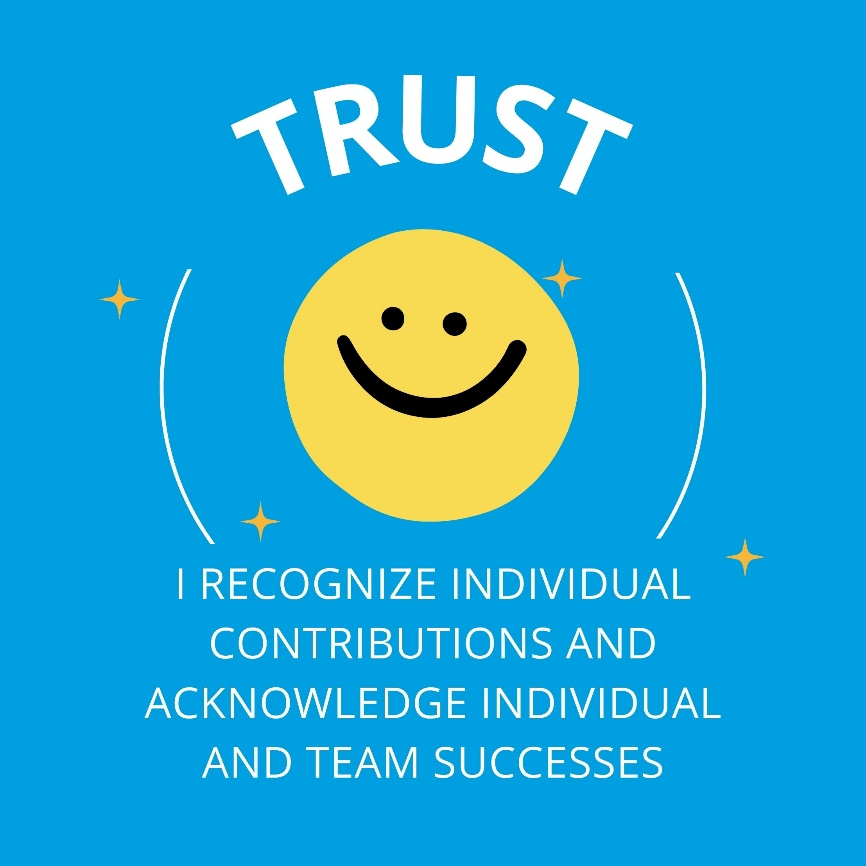 TRUST
I RECOGNIZE INDIVIDUAL
CONTRIBUTIONS AND
ACKNOWLEDGE INDIVIDUAL
AND TEAM SUCCESSES